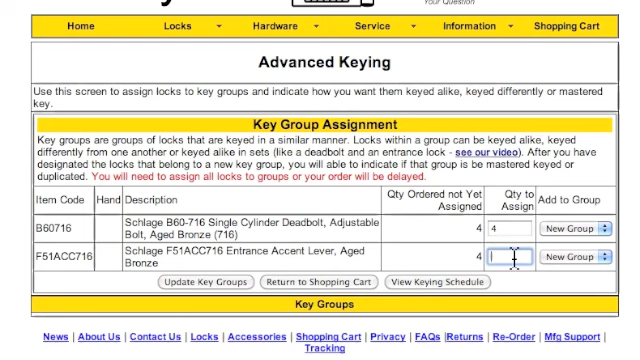 Your Question
Home Locks Hardware Service Information Shopping Cart
Advanced Keying
Use this screen to assign locks to key groups and indicate how you want them keyed alike, keyed differently or mastered
key.
Key Group Assignment
Key groups are groups of locks that are keyed in a similar manner. Locks within a group can be keyed alike, keyed
differently from one another or keyed alike in sets (like a deadbolt and an entrance lock - see our video). After you have
designated the locks that belong to a new key group, you will able to indicate if that group is mastered keyed or
duplicated. You will need to assign all locks to groups or your order will be delayed.
Item Code Hand Description Qty Ordered not Yet Assigned Qty to Assign Add to Group
B60716 Schlage B60-716 Single Cylinder Deadbolt, Adjustable 4 4 New Group
Bolt, Aged Bronze (716)
F51ACC716 Schlage F51ACC716 Entrance Accent Lever, Aged 4 New Group
Bronze
Update Key Groups Return to Shopping Cart View Keying Schedule
Key Groups
News | About Us | Contact Us | Locks | Accessories | Shopping Cart | Privacy | FAQs |Returns | Re-Order | Mfg Support |
Tracking